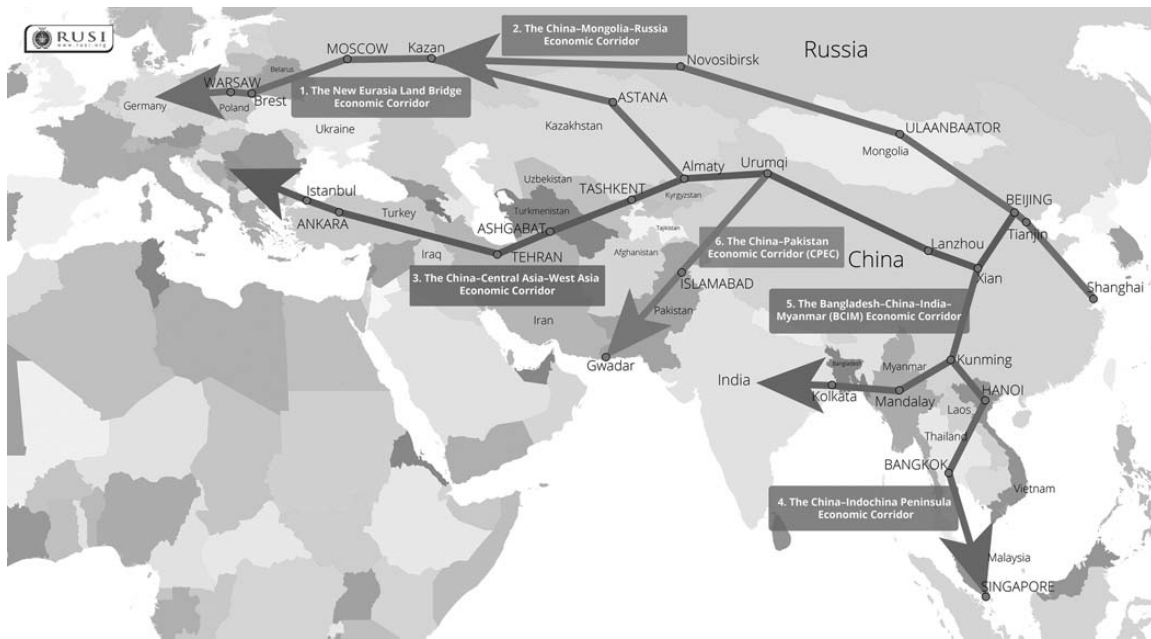 RUSI
www.rusi.org
2. The China–Mongolia–Russia
Economic Corridor
Russia
MOSCOW
Kazan
Novosibirsk
Belarus
WARSAW
Brest
Germany
Poland
1. The New Eurasia Land Bridge
Economic Corridor
ASTANA
Kazakhstan
Ukraine
ULAANBAATOR
Mongolia
Almaty
Urumqi
Uzbekistan
TASHKENT
Kyrgyzstan
Istanbul
ANKARA
Turkey
Turkmenistan
ASHGABAT
Tajikistan
BEIJING
Tianjin
Iraq
TEHRAN
Afghanistan
6. The China–Pakistan
Economic Corridor (CPEC)
China
Lanzhou
Xian
3. The China–Central Asia–West Asia
Economic Corridor
ISLAMABAD
Shanghai
Pakistan
Iran
5. The Bangladesh–China–India–
Myanmar (BCIM) Economic Corridor
Gwadar
India
Bangladesh
Myanmar
Kunming
Kolkata
Mandalay
HANOI
Laos
Thailand
BANGKOK
Vietnam
4. The China–Indochina Peninsula
Economic Corridor
Malaysia
SINGAPORE